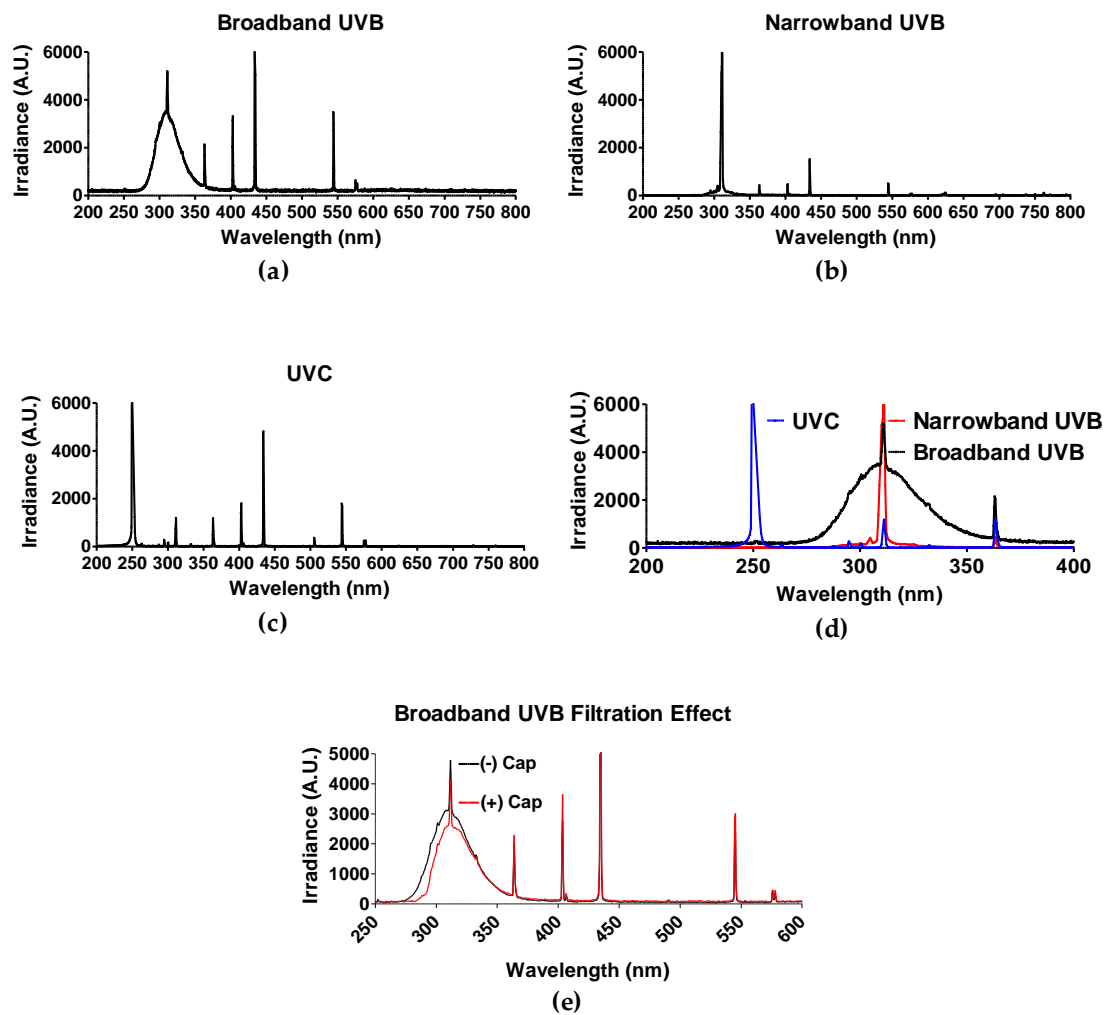 Broadband UVB
Irradiance (A.U.)
6000
4000
2000
0
200 250 300 350 400 450 500 550 600 650 700 750 800
Wavelength (nm)
(a)
Narrowband UVB
Irradiance (A.U.)
6000
4000
2000
0
200 250 300 350 400 450 500 550 600 650 700 750 800
Wavelength (nm)
(b)
UVC
Irradiance (A.U.)
6000
4000
2000
0
200 250 300 350 400 450 500 550 600 650 700 750 800
Wavelength (nm)
(c)
Irradiance (A.U.)
6000
4000
2000
0
UVC
Narrowband UVB
Broadband UVB
200 250 300 350 400
Wavelength (nm)
(d)
Broadband UVB Filtration Effect
Irradiance (A.U.)
5000
4000
3000
2000
1000
0
(-) Cap
(+) Cap
250 300 350 400 450 500 550 600
Wavelength (nm)
(e)